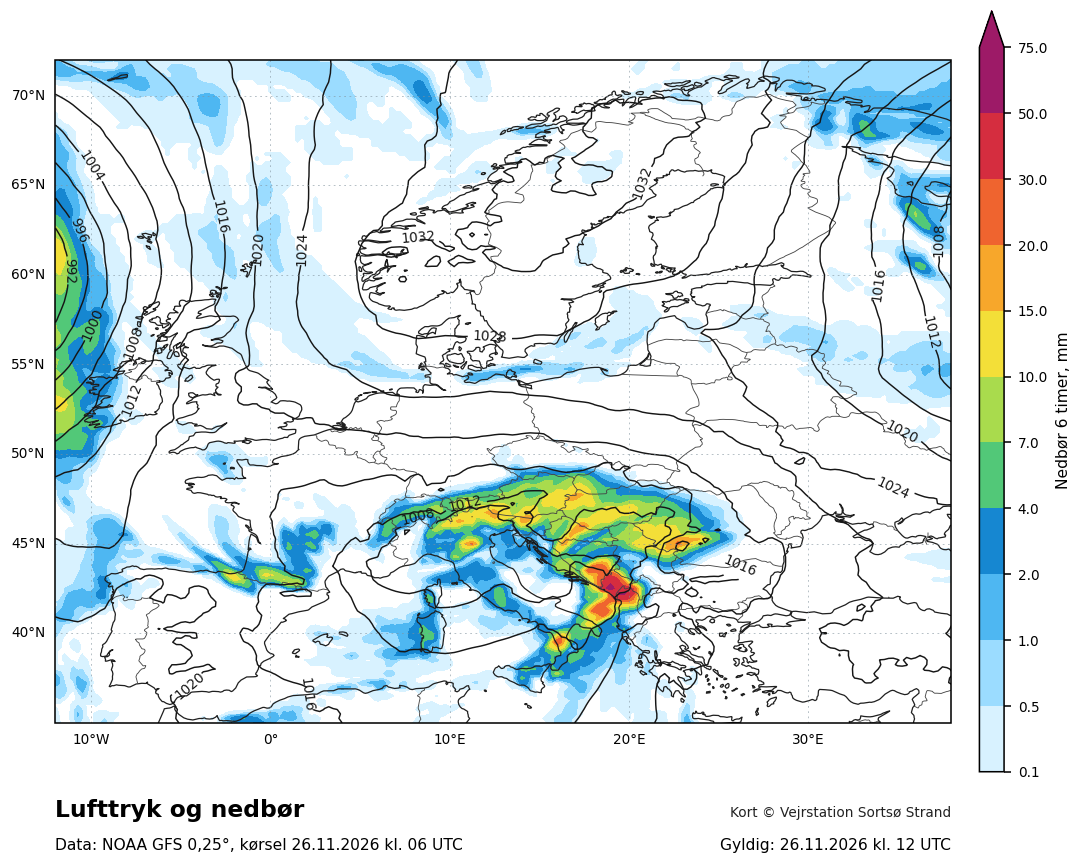 75.0
50.0
30.0
20.0
15.0
10.0
7.0
4.0
2.0
1.0
0.5
0.1
Nedbør 6 timer, mm
70°N
65°N
60°N
55°N
50°N
45°N
40°N
10°W
0°
10°E
20°E
30°E
1004
996
992
1000
1008
1012
1016
1020
1024
1032
1032
1028
1016
1008
1012
1020
1024
1016
1012
1008
1020
1016
Lufttryk og nedbør
Kort © Vejrstation Sortsø Strand
Data: NOAA GFS 0,25°, kørsel 26.11.2026 kl. 06 UTC
Gyldig: 26.11.2026 kl. 12 UTC